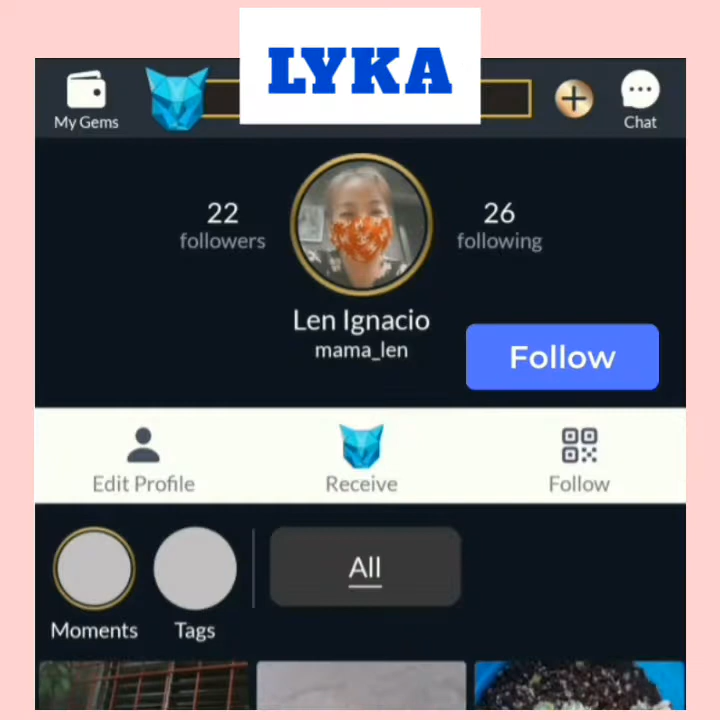 LYKA
My Gems
Chat
22
followers
26
following
Len Ignacio
mama_len
Follow
Edit Profile
Receive
Follow
Moments
Tags
All